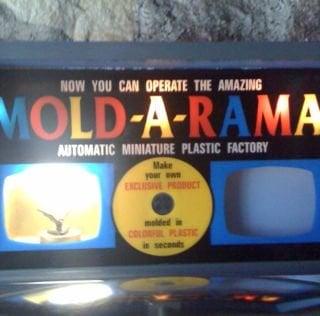 NOW YOU CAN OPERATE THE AMAZING
MOLD-A-RAMA
AUTOMATIC MINIATURE PLASTIC FACTORY
Make
your own
EXCLUSIVE PRODUCT
molded in
COLORFUL PLASTIC
in seconds